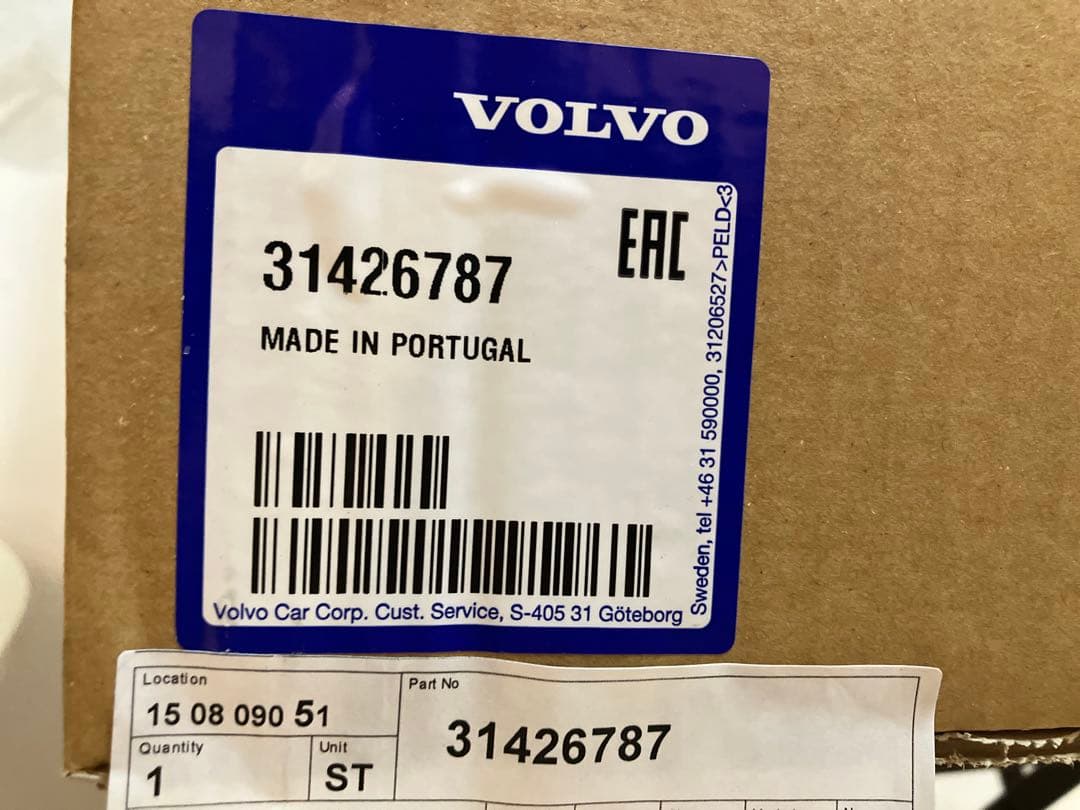 VOLVO
EAC
31426787
MADE IN PORTUGAL
Volvo Car Corp. Cust. Service, S-405 31 Göteborg
Sweden, tel +46 31 590000, 31206527>PELD<3
Location
15 08 090 51
Part No
31426787
Quantity
1
Unit
ST